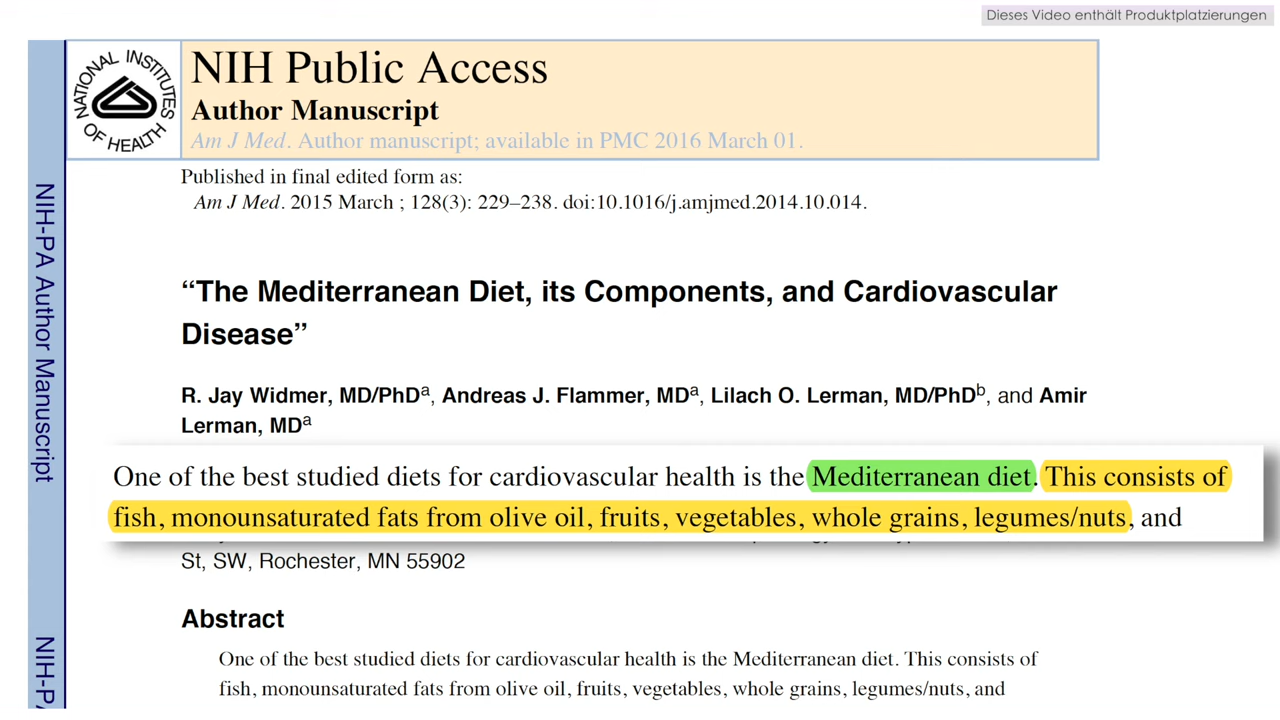 Dieses Video enthält Produktplatzierungen
NATIONAL INSTITUTES OF HEALTH
NIH Public Access
Author Manuscript
Am J Med. Author manuscript; available in PMC 2016 March 01.
Published in final edited form as:
Am J Med. 2015 March ; 128(3): 229–238. doi:10.1016/j.amjmed.2014.10.014.
NIH-PA Author Manuscript
“The Mediterranean Diet, its Components, and Cardiovascular
Disease”
R. Jay Widmer, MD/PhDa, Andreas J. Flammer, MDa, Lilach O. Lerman, MD/PhDb, and Amir
Lerman, MDa
One of the best studied diets for cardiovascular health is the Mediterranean diet. This consists of
fish, monounsaturated fats from olive oil, fruits, vegetables, whole grains, legumes/nuts, and
St, SW, Rochester, MN 55902
Abstract
One of the best studied diets for cardiovascular health is the Mediterranean diet. This consists of
fish, monounsaturated fats from olive oil, fruits, vegetables, whole grains, legumes/nuts, and
NIH-P